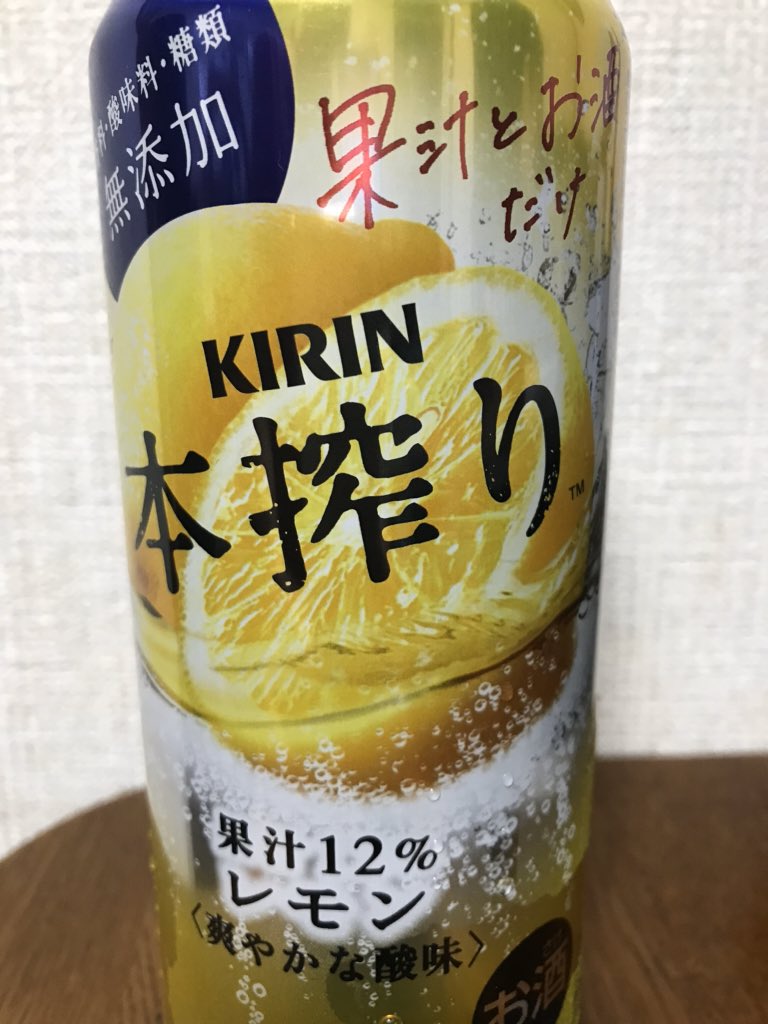 料・酸味料・糖類
無添加
果汁とお酒
だけ
KIRIN
本搾り™
果汁12%
レモン
〈爽やかな酸味〉
お酒